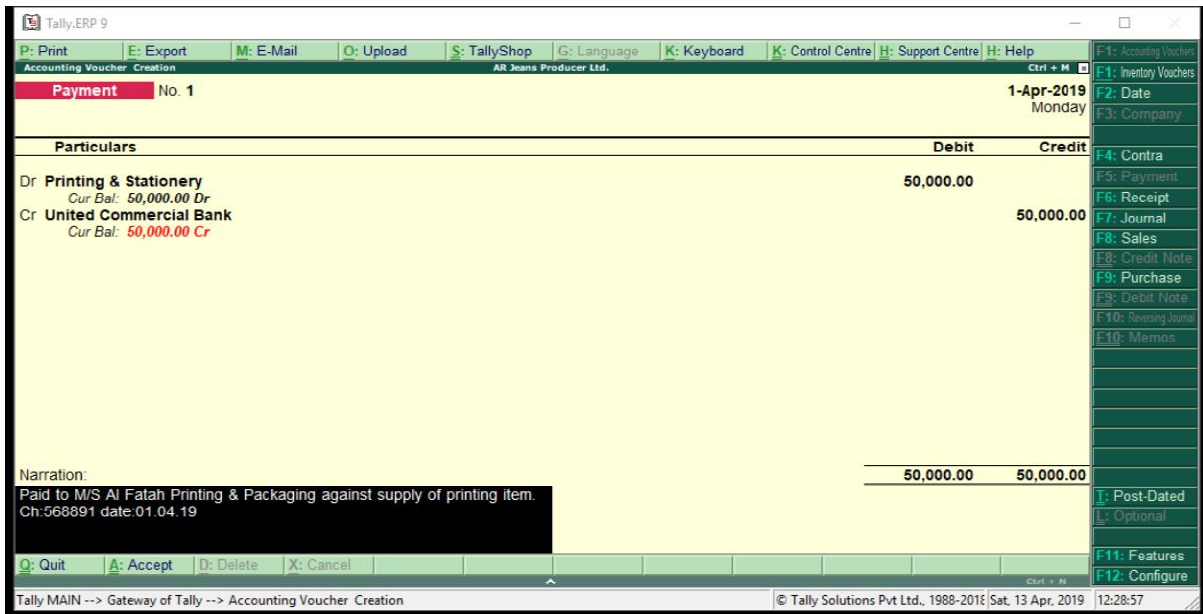 Tally.ERP 9
P: Print E: Export M: E-Mail O: Upload S: TallyShop G: Language K: Keyboard K: Control Centre H: Support Centre H: Help
Accounting Voucher Creation AR Jeans Producer Ltd. Ctrl + M
Payment No. 1 1-Apr-2019
Monday
Particulars Debit Credit
Dr Printing & Stationery 50,000.00
Cur Bal: 50,000.00 Dr
Cr United Commercial Bank 50,000.00
Cur Bal: 50,000.00 Cr
Narration: 50,000.00 50,000.00
Paid to M/S Al Fatah Printing & Packaging against supply of printing item.
Ch:568891 date:01.04.19
Q: Quit A: Accept D: Delete X: Cancel
Ctrl + N
Tally MAIN --> Gateway of Tally --> Accounting Voucher Creation © Tally Solutions Pvt Ltd., 1988-2018 Sat, 13 Apr, 2019 12:28:57
F1: Accounting Vouchers
F1: Inventory Vouchers
F2: Date
F3: Company
F4: Contra
F5: Payment
F6: Receipt
F7: Journal
F8: Sales
F8: Credit Note
F9: Purchase
F9: Debit Note
F10: Reversing Journal
F10: Memos
T: Post-Dated
L: Optional
F11: Features
F12: Configure